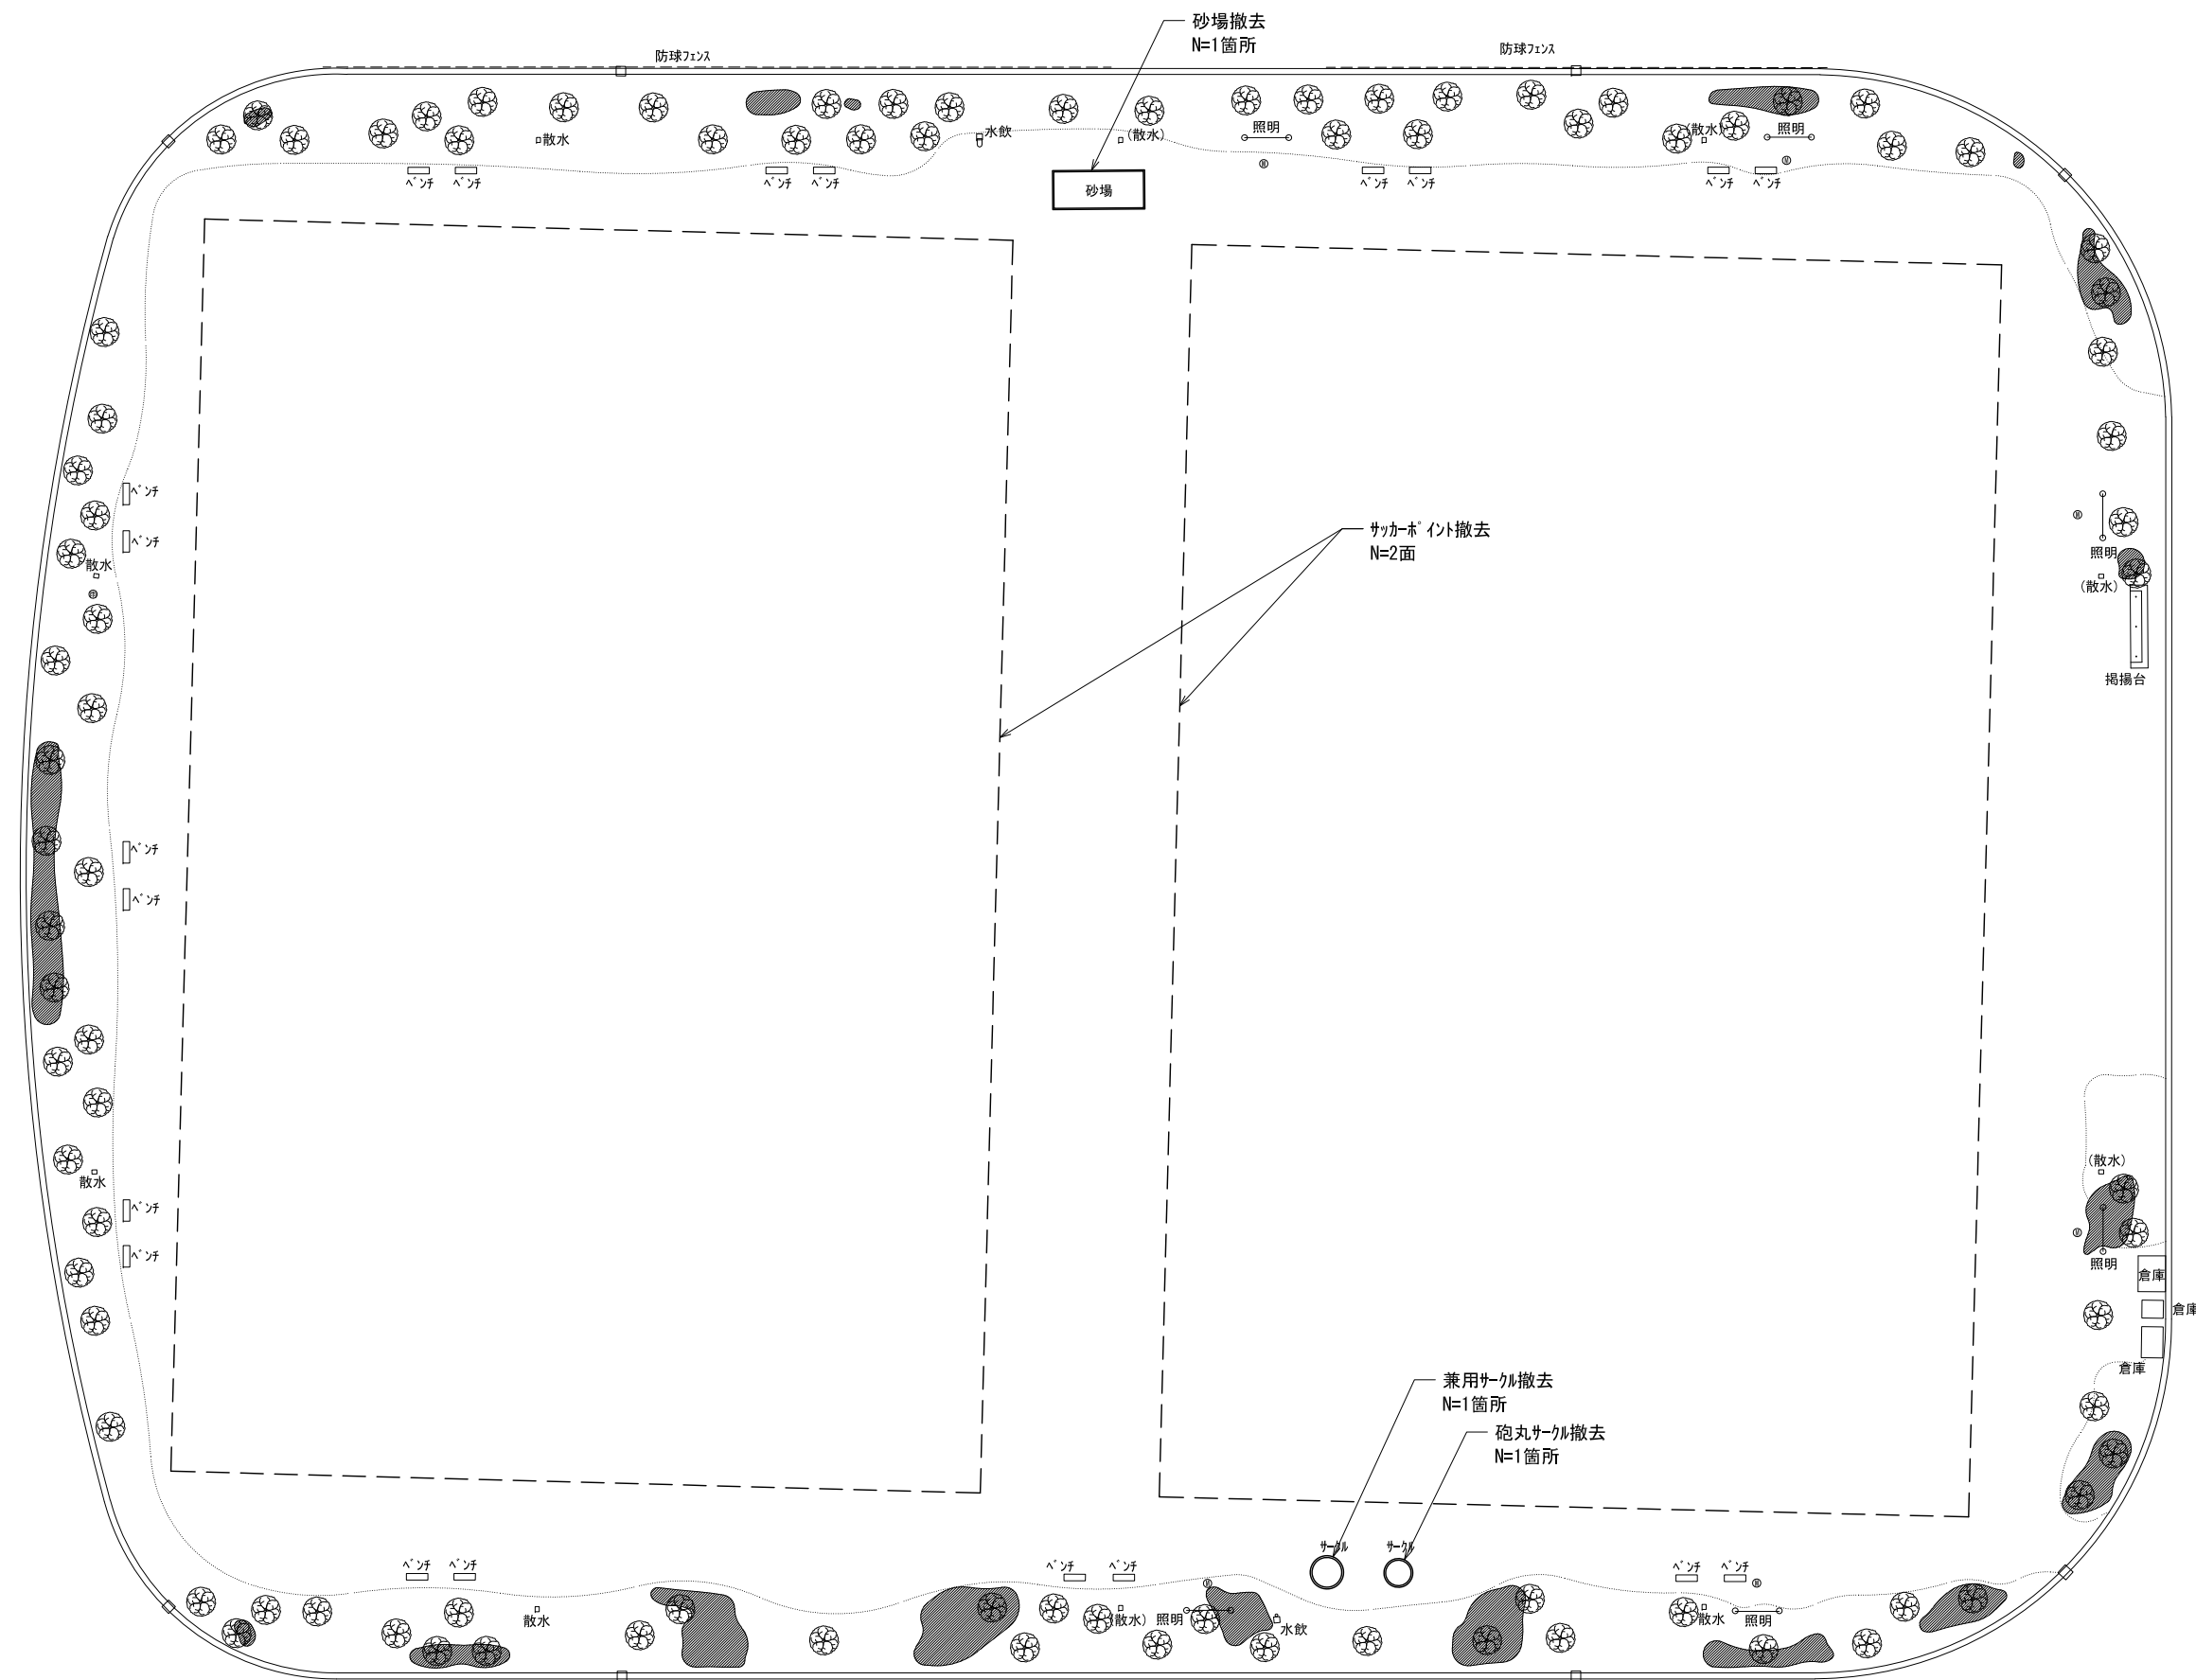 砂場撤去
N=1箇所
防球ﾌｪﾝｽ
防球ﾌｪﾝｽ
散水
水飲
(散水)
照明
(散水)
照明
ﾍﾞﾝﾁ
ﾍﾞﾝﾁ
ﾍﾞﾝﾁ
ﾍﾞﾝﾁ
砂場
ﾍﾞﾝﾁ
ﾍﾞﾝﾁ
ﾍﾞﾝﾁ
ﾍﾞﾝﾁ
ﾍﾞﾝﾁ
ﾍﾞﾝﾁ
散水
ｻｯｶｰﾎﾟｲﾝﾄ撤去
N=2面
照明
(散水)
掲揚台
ﾍﾞﾝﾁ
ﾍﾞﾝﾁ
散水
ﾍﾞﾝﾁ
ﾍﾞﾝﾁ
(散水)
照明
倉庫
倉庫
倉庫
兼用ｻｰｸﾙ撤去
N=1箇所
砲丸ｻｰｸﾙ撤去
N=1箇所
ｻｰｸﾙ
ｻｰｸﾙ
ﾍﾞﾝﾁ
ﾍﾞﾝﾁ
ﾍﾞﾝﾁ
ﾍﾞﾝﾁ
ﾍﾞﾝﾁ
ﾍﾞﾝﾁ
散水
(散水)
照明
水飲
散水
照明